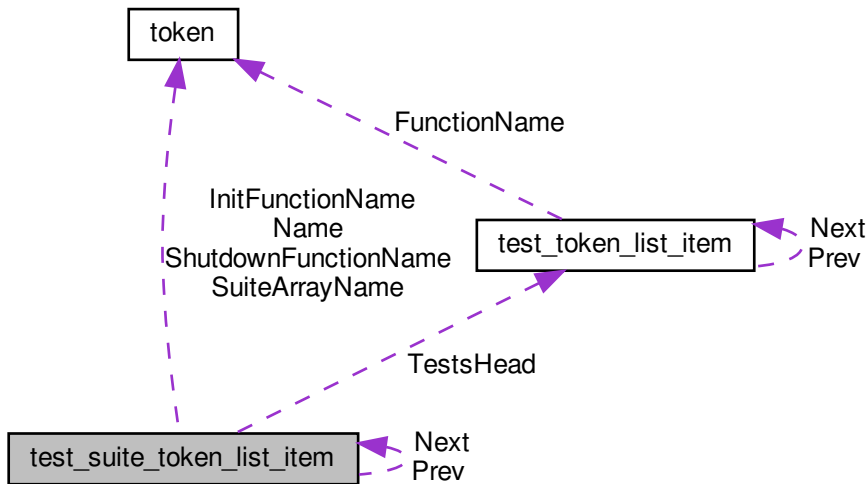 token
FunctionName
InitFunctionName
Name
ShutdownFunctionName
SuiteArrayName
test_token_list_item
Next
Prev
TestsHead
test_suite_token_list_item
Next
Prev